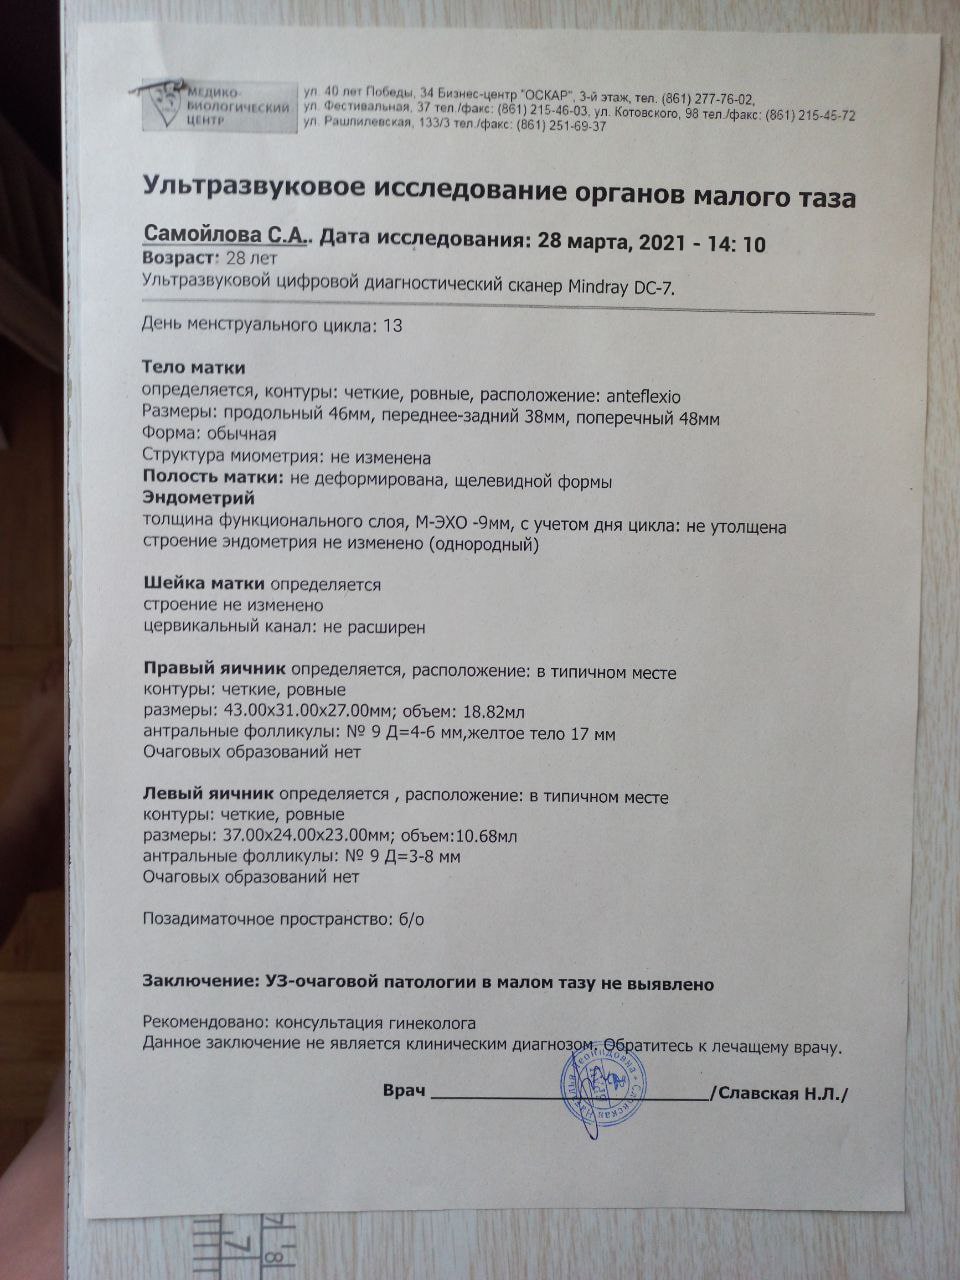 МЕДИКО-
БИОЛОГИЧЕСКИЙ
ЦЕНТР
ул. 40 лет Победы, 34 Бизнес-центр "ОСКАР", 3-й этаж, тел. (861) 277-76-02,
ул. Фестивальная, 37 тел./факс: (861) 215-46-03, ул. Котовского, 98 тел./факс: (861) 215-45-72
ул. Рашпилевская, 133/3 тел./факс: (861) 251-69-37
Ультразвуковое исследование органов малого таза
Самойлова С.А.. Дата исследования: 28 марта, 2021 - 14: 10
Возраст: 28 лет
Ультразвуковой цифровой диагностический сканер Mindray DC-7.
День менструального цикла: 13
Тело матки
определяется, контуры: четкие, ровные, расположение: anteflexio
Размеры: продольный 46мм, переднее-задний 38мм, поперечный 48мм
Форма: обычная
Структура миометрия: не изменена
Полость матки: не деформирована, щелевидной формы
Эндометрий
толщина функционального слоя, М-ЭХО -9мм, с учетом дня цикла: не утолщена
строение эндометрия не изменено (однородный)
Шейка матки определяется
строение не изменено
цервикальный канал: не расширен
Правый яичник определяется, расположение: в типичном месте
контуры: четкие, ровные
размеры: 43.00х31.00х27.00мм; объем: 18.82мл
антральные фолликулы: № 9 Д=4-6 мм,желтое тело 17 мм
Очаговых образований нет
Левый яичник определяется , расположение: в типичном месте
контуры: четкие, ровные
размеры: 37.00х24.00х23.00мм; объем:10.68мл
антральные фолликулы: № 9 Д=3-8 мм
Очаговых образований нет
Позадиматочное пространство: б/о
Заключение: УЗ-очаговой патологии в малом тазу не выявлено
Рекомендовано: консультация гинеколога
Данное заключение не является клиническим диагнозом. Обратитесь к лечащему врачу.
Врач /Славская Н.Л./
Славская Наталья Леонидовна
7 8